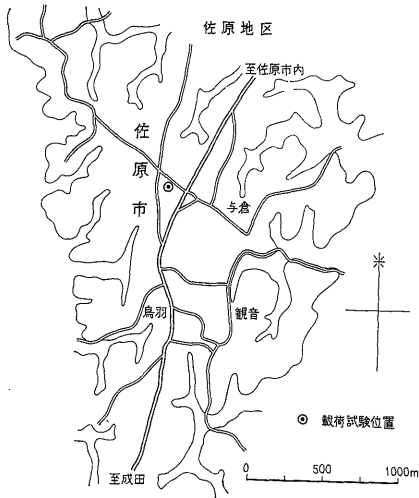 佐原地区
至佐原市内
佐原市
与倉
鳥羽
観音
載荷試験位置
至成田
0 500 1000m